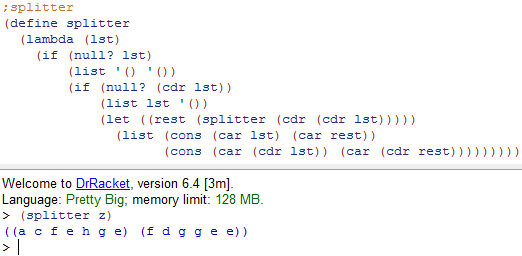 ;splitter
(define splitter
  (lambda (lst)
    (if (null? lst)
        (list '() '())
        (if (null? (cdr lst))
            (list lst '())
            (let ((rest (splitter (cdr (cdr lst)))))
              (list (cons (car lst) (car rest))
                    (cons (car (cdr lst)) (car (cdr rest)))))))))
Welcome to DrRacket, version 6.4 [3m].
Language: Pretty Big; memory limit: 128 MB.
> (splitter z)
((a c f e h g e) (f d g g e e))
>